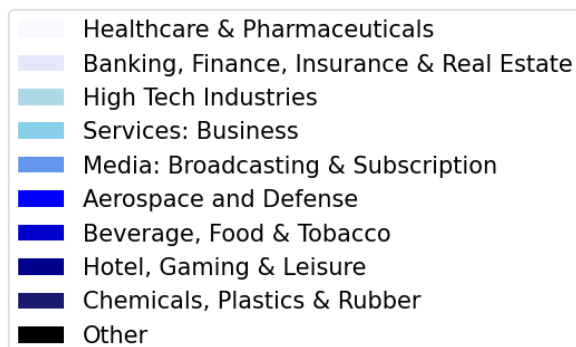 Healthcare & Pharmaceuticals
Banking, Finance, Insurance & Real Estate
High Tech Industries
Services: Business
Media: Broadcasting & Subscription
Aerospace and Defense
Beverage, Food & Tobacco
Hotel, Gaming & Leisure
Chemicals, Plastics & Rubber
Other